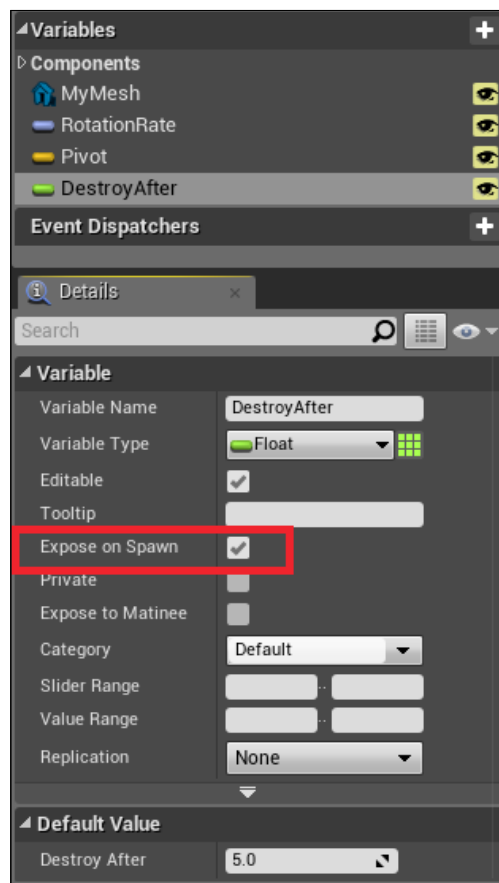 Variables
Components
MyMesh
RotationRate
Pivot
DestroyAfter
Event Dispatchers
Details
Search
Variable
Variable Name DestroyAfter
Variable Type Float
Editable
Tooltip
Expose on Spawn
Private
Expose to Matinee
Category Default
Slider Range ..
Value Range ..
Replication None
Default Value
Destroy After 5.0